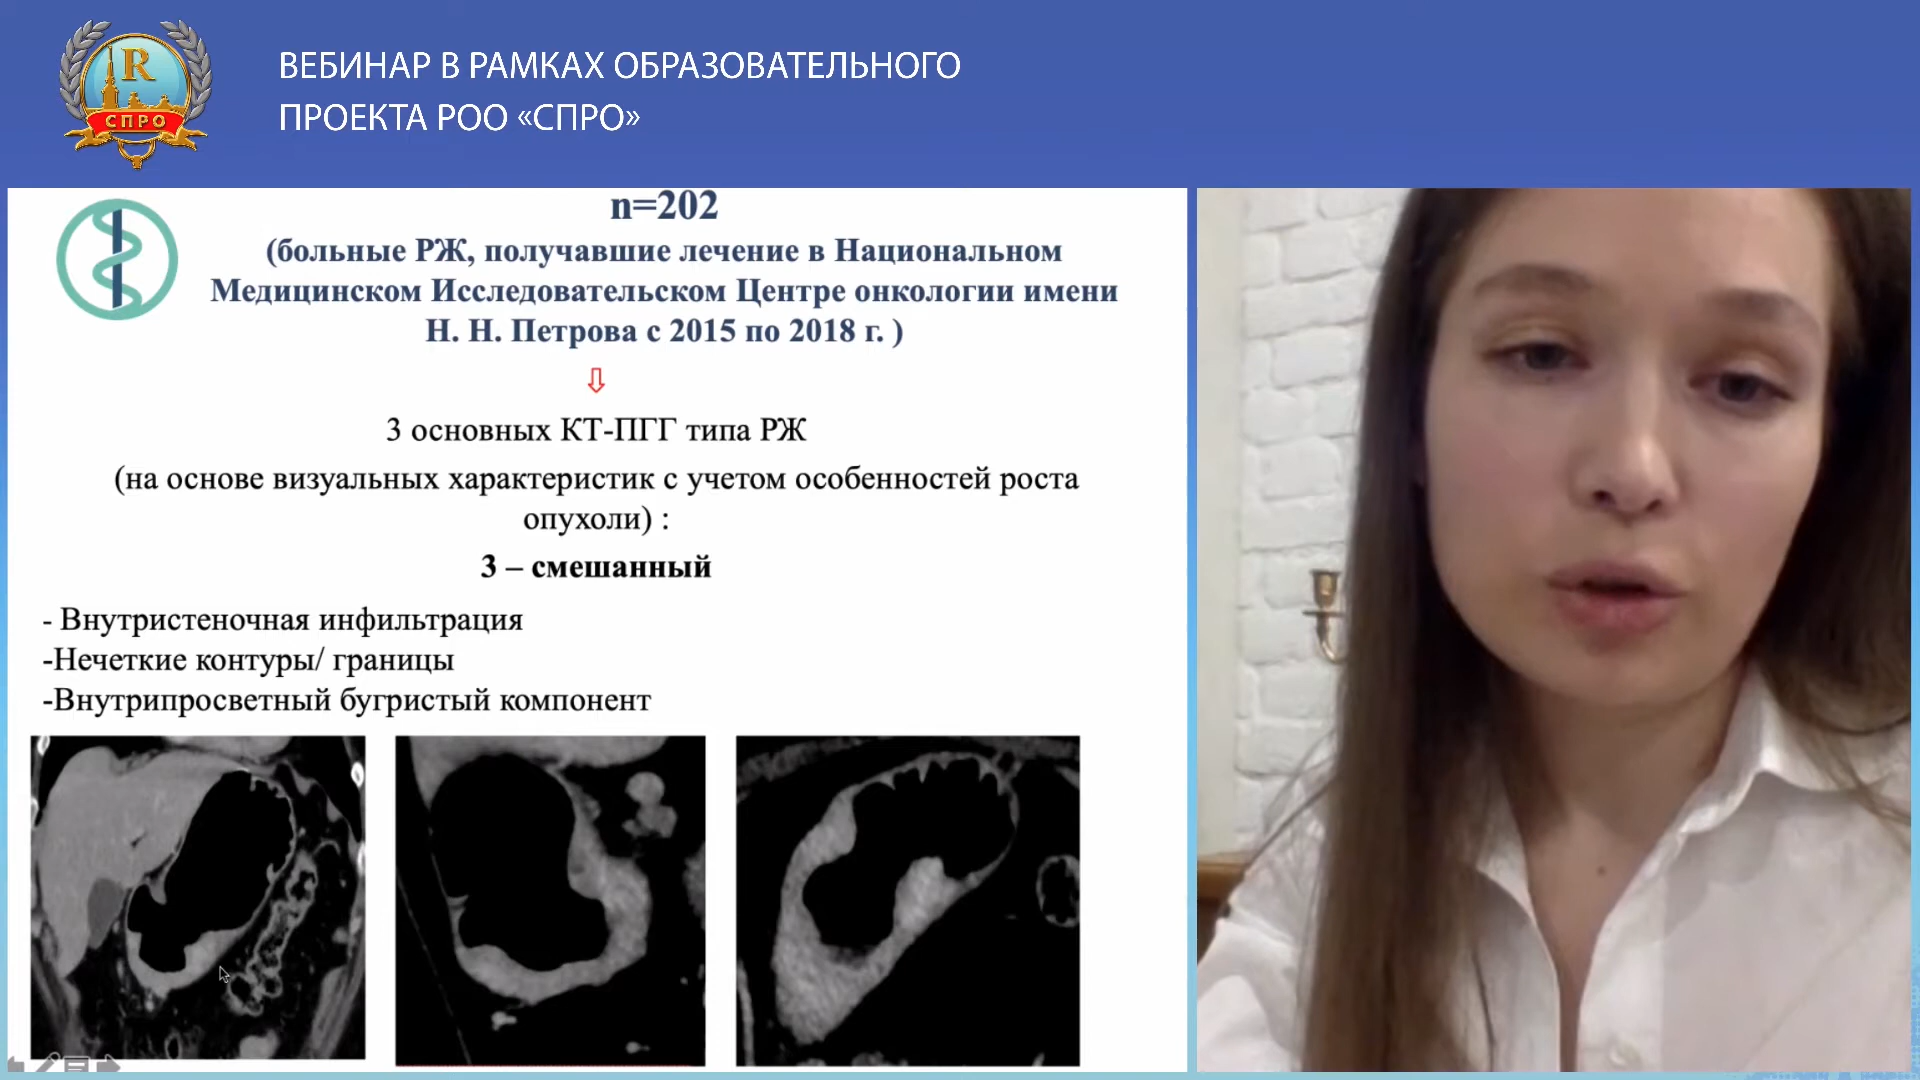 R
СПРО
ВЕБИНАР В РАМКАХ ОБРАЗОВАТЕЛЬНОГО
ПРОЕКТА РОО «СПРО»
n=202
(больные РЖ, получавшие лечение в Национальном
Медицинском Исследовательском Центре онкологии имени
Н. Н. Петрова с 2015 по 2018 г. )
3 основных КТ-ПГГ типа РЖ
(на основе визуальных характеристик с учетом особенностей роста
опухоли) :
3 – смешанный
- Внутристеночная инфильтрация
-Нечеткие контуры/ границы
-Внутрипросветный бугристый компонент